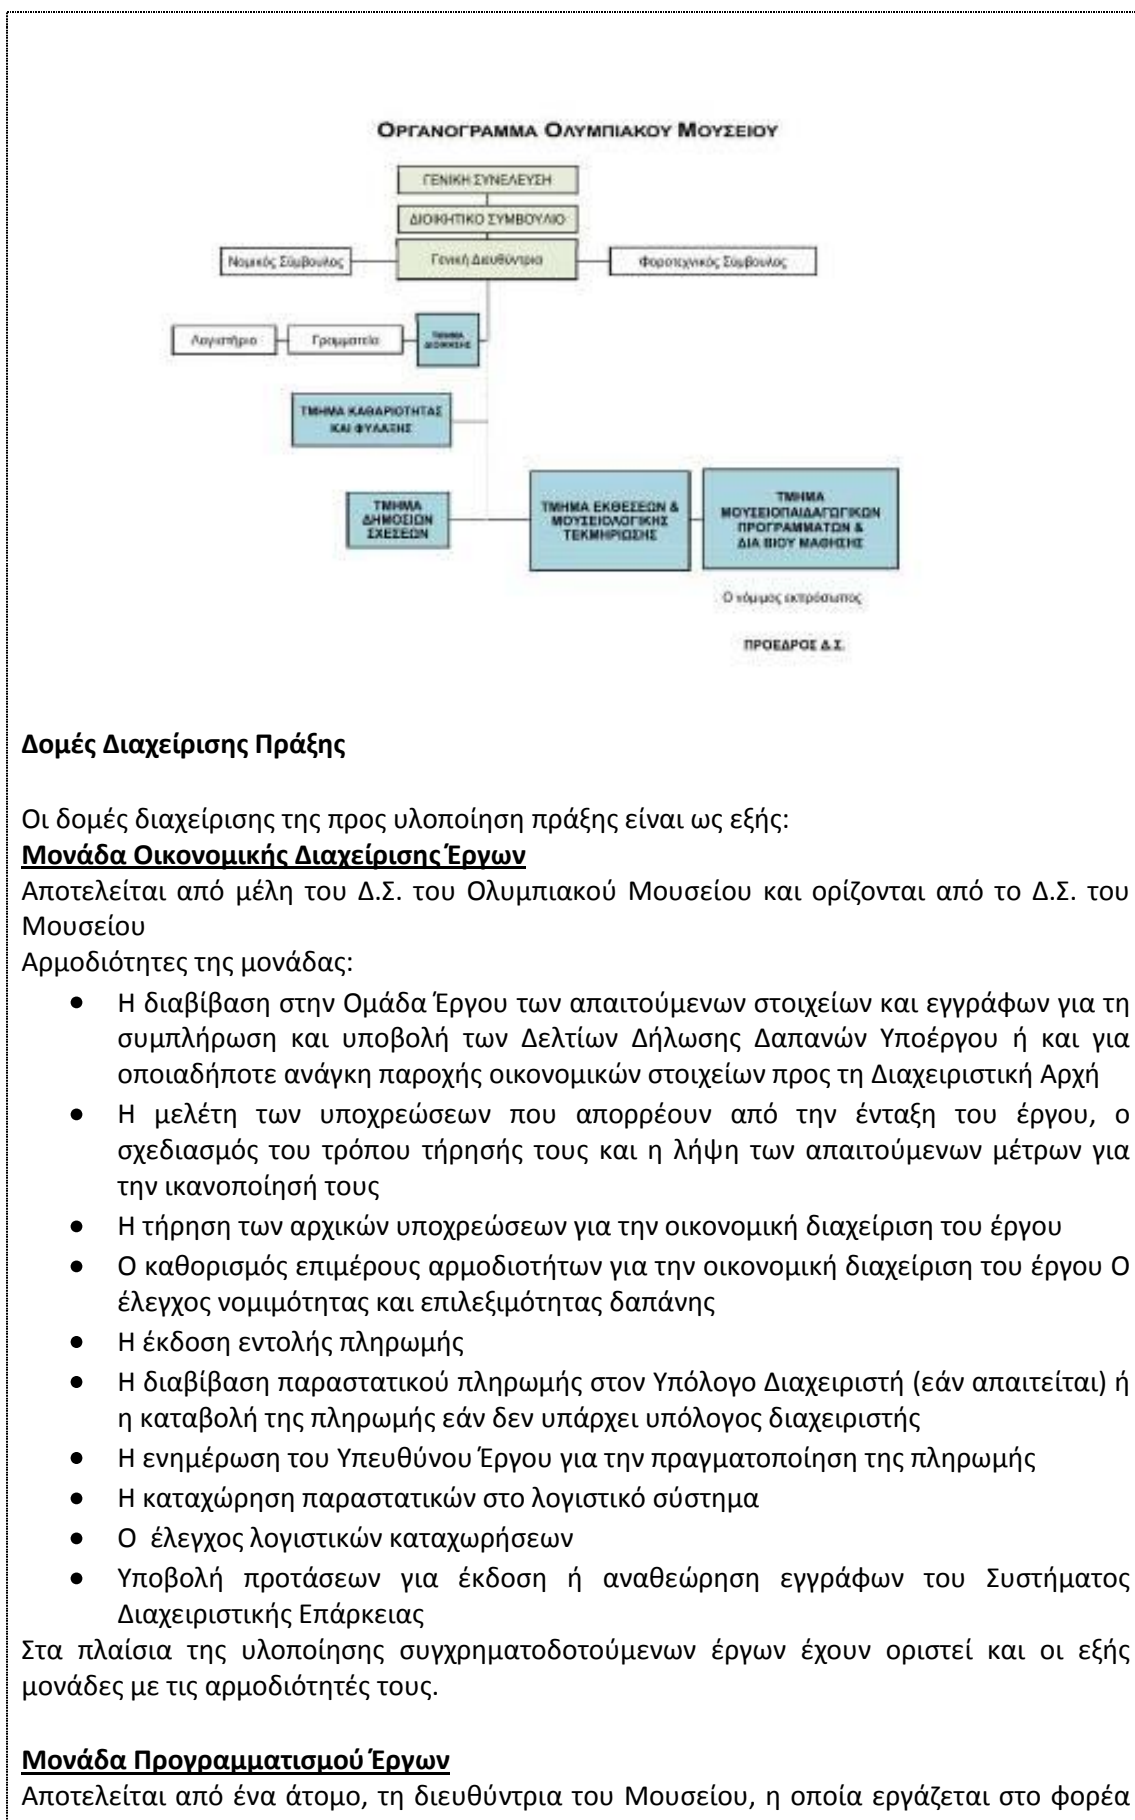 ΟΡΓΑΝΟΓΡΑΜΜΑ ΟΛΥΜΠΙΑΚΟΥ ΜΟΥΣΕΙΟΥ
ΓΕΝΙΚΗ ΣΥΝΕΛΕΥΣΗ
ΔΙΟΙΚΗΤΙΚΟ ΣΥΜΒΟΥΛΙΟ
Νομικός Σύμβουλος
Γενική Διευθύντρια
Φοροτεχνικός Σύμβουλος
Λογιστήριο
Γραμματεία
ΤΜΗΜΑ
ΔΙΟΙΚΗΣΗΣ
ΤΜΗΜΑ ΚΑΘΑΡΙΟΤΗΤΑΣ
ΚΑΙ ΦΥΛΑΞΗΣ
ΤΜΗΜΑ
ΔΗΜΟΣΙΩΝ
ΣΧΕΣΕΩΝ
ΤΜΗΜΑ ΕΚΘΕΣΕΩΝ &
ΜΟΥΣΕΙΟΛΟΓΙΚΗΣ
ΤΕΚΜΗΡΙΩΣΗΣ
ΤΜΗΜΑ
ΜΟΥΣΕΙΟΠΑΙΔΑΓΩΓΙΚΩΝ
ΠΡΟΓΡΑΜΜΑΤΩΝ &
ΔΙΑ ΒΙΟΥ ΜΑΘΗΣΗΣ
Ο νόμιμος εκπρόσωπος
ΠΡΟΕΔΡΟΣ Δ.Σ.
Δομές Διαχείρισης Πράξης
Οι δομές διαχείρισης της προς υλοποίηση πράξης είναι ως εξής:
Μονάδα Οικονομικής Διαχείρισης Έργων
Αποτελείται από μέλη του Δ.Σ. του Ολυμπιακού Μουσείου και ορίζονται από το Δ.Σ. του
Μουσείου
Αρμοδιότητες της μονάδας:
• Η διαβίβαση στην Ομάδα Έργου των απαιτούμενων στοιχείων και εγγράφων για τη
συμπλήρωση και υποβολή των Δελτίων Δήλωσης Δαπανών Υποέργου ή και για
οποιαδήποτε ανάγκη παροχής οικονομικών στοιχείων προς τη Διαχειριστική Αρχή
• Η μελέτη των υποχρεώσεων που απορρέουν από την ένταξη του έργου, ο
σχεδιασμός του τρόπου τήρησής τους και η λήψη των απαιτούμενων μέτρων για
την ικανοποίησή τους
• Η τήρηση των αρχικών υποχρεώσεων για την οικονομική διαχείριση του έργου
• Ο καθορισμός επιμέρους αρμοδιοτήτων για την οικονομική διαχείριση του έργου Ο
έλεγχος νομιμότητας και επιλεξιμότητας δαπάνης
• Η έκδοση εντολής πληρωμής
• Η διαβίβαση παραστατικού πληρωμής στον Υπόλογο Διαχειριστή (εάν απαιτείται) ή
η καταβολή της πληρωμής εάν δεν υπάρχει υπόλογος διαχειριστής
• Η ενημέρωση του Υπευθύνου Έργου για την πραγματοποίηση της πληρωμής
• Η καταχώρηση παραστατικών στο λογιστικό σύστημα
• Ο έλεγχος λογιστικών καταχωρήσεων
• Υποβολή προτάσεων για έκδοση ή αναθεώρηση εγγράφων του Συστήματος
Διαχειριστικής Επάρκειας
Στα πλαίσια της υλοποίησης συγχρηματοδοτούμενων έργων έχουν οριστεί και οι εξής
μονάδες με τις αρμοδιότητές τους.
Μονάδα Προγραμματισμού Έργων
Αποτελείται από ένα άτομο, τη διευθύντρια του Μουσείου, η οποία εργάζεται στο φορέα